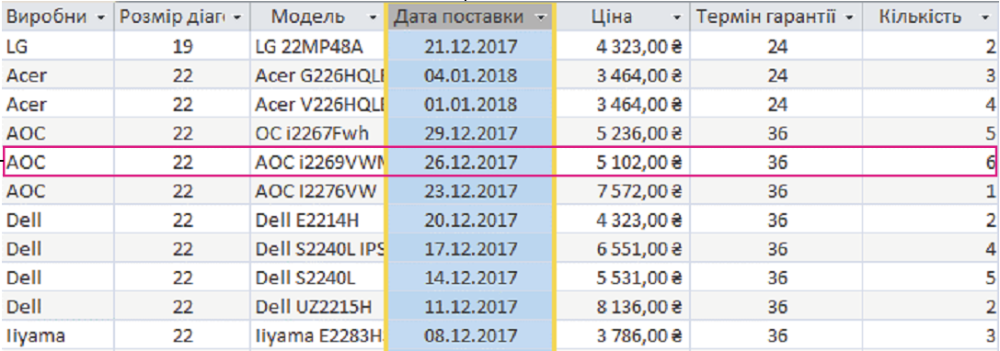 Виробни Розмір діаг Модель Дата поставки Ціна Термін гарантії Кількість
LG 19 LG 22MP48A 21.12.2017 4 323,00 ₴ 24 2
Acer 22 Acer G226HQL 04.01.2018 3 464,00 ₴ 24 3
Acer 22 Acer V226HQL 01.01.2018 3 464,00 ₴ 24 4
AOC 22 OC i2267Fwh 29.12.2017 5 236,00 ₴ 36 5
AOC 22 AOC i2269VW 26.12.2017 5 102,00 ₴ 36 6
AOC 22 AOC I2276VW 23.12.2017 7 572,00 ₴ 36 1
Dell 22 Dell E2214H 20.12.2017 4 323,00 ₴ 36 2
Dell 22 Dell S2240L IPS 17.12.2017 6 551,00 ₴ 36 4
Dell 22 Dell S2240L 14.12.2017 5 531,00 ₴ 36 5
Dell 22 Dell UZ2215H 11.12.2017 8 136,00 ₴ 36 2
Iiyama 22 Iiyama E2283H 08.12.2017 3 786,00 ₴ 36 3